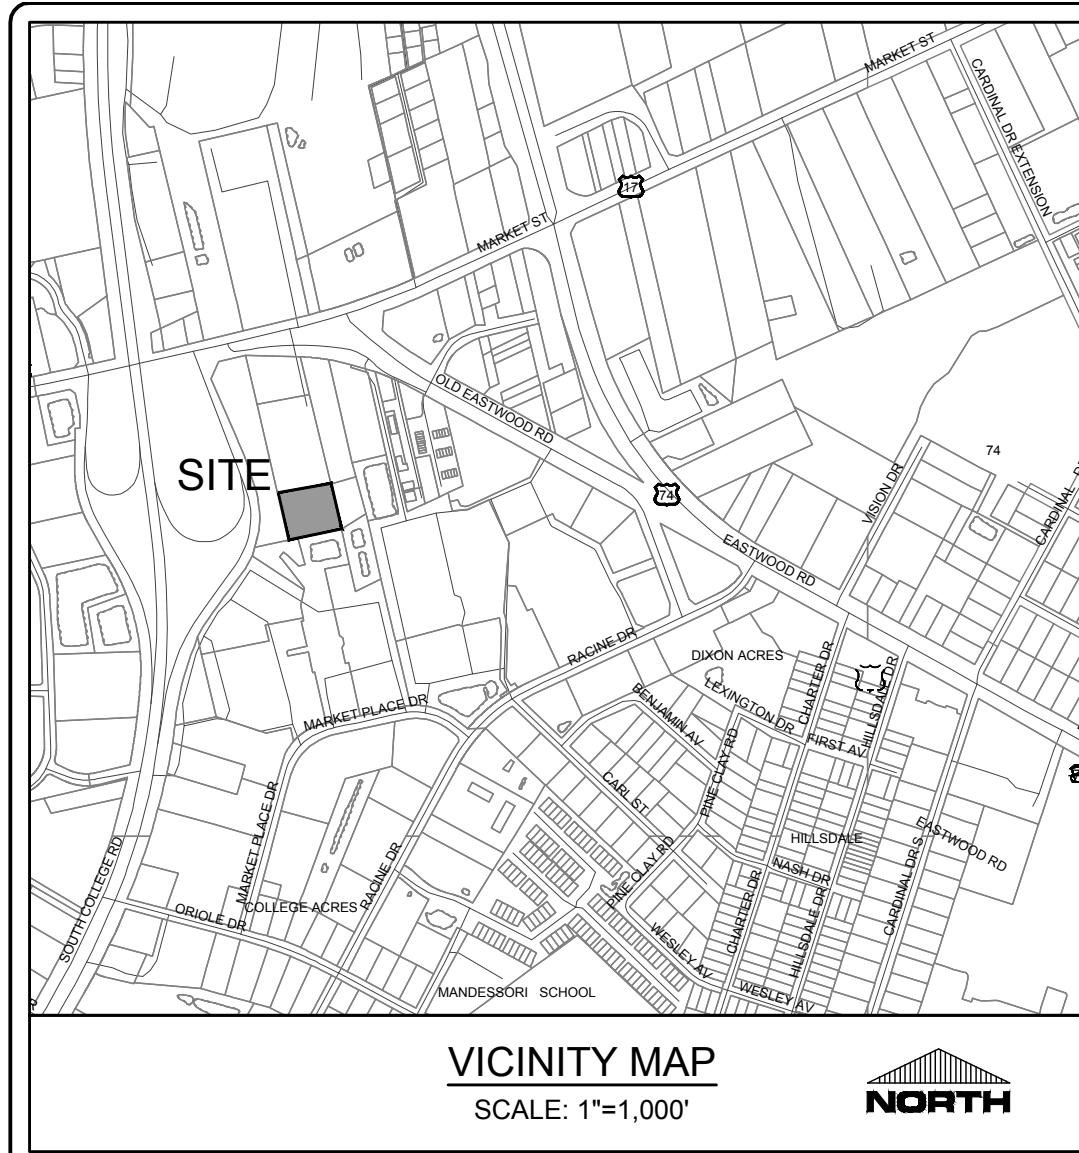 MARKET ST
CARDINAL DR EXTENSION
17
MARKET ST
OLD EASTWOOD RD
SITE
74
74
VISION DR
CARDINAL D
EASTWOOD RD
RACINE DR
DIXON ACRES
CHARTER DR
HILLSDALE DR
LEXINGTON DR
BENJAMIN AV
MARKET PLACE DR
PINE CLAY RD
FIRST AV
CARL ST
MARKET PLACE DR
EASTWOOD RD
HILLSDALE
SOUTH COLLEGE RD
RACINE DR
PINE CLAY RD
NASH DR
CARDINAL DR S
COLLEGE ACRES
ORIOLE DR
CHARTER DR
HILLSDALE DR
WESLEY AV
MANDESSORI SCHOOL
WESLEY AV
R
VICINITY MAP
SCALE: 1"=1,000'
NORTH